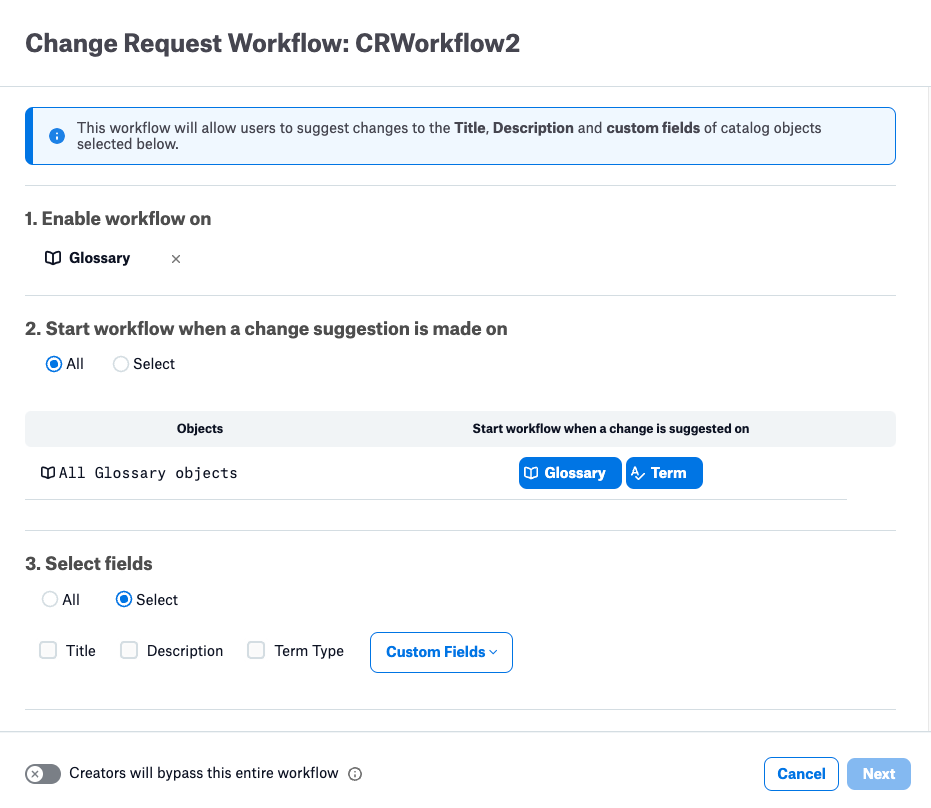 Change Request Workflow: CRWorkflow2
This workflow will allow users to suggest changes to the Title, Description and custom fields of catalog objects
selected below.
1. Enable workflow on
Glossary
2. Start workflow when a change suggestion is made on
All Select
Objects Start workflow when a change is suggested on
All Glossary objects Glossary Term
3. Select fields
All Select
Title Description Term Type Custom Fields
Creators will bypass this entire workflow Cancel Next